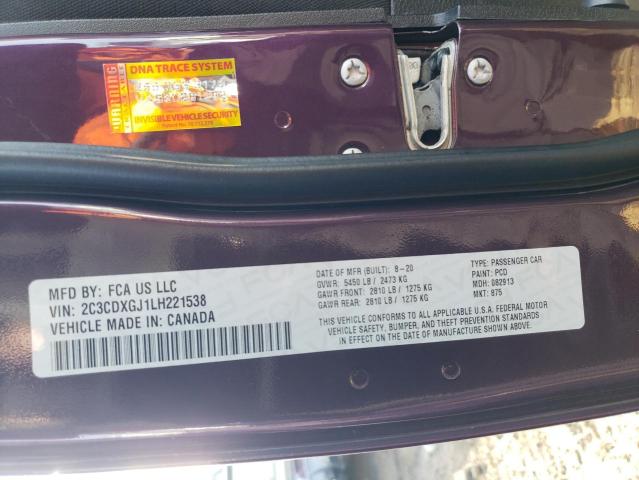 WARNING
DNA TRACE SYSTEM
INVISIBLE VEHICLE SECURITY
MFD BY: FCA US LLC
VIN: 2C3CDXGJ1LH221538
VEHICLE MADE IN: CANADA
DATE OF MFR (BUILT): 8-20
GVWR: 5450 LB / 2473 KG
GAWR FRONT: 2810 LB / 1275 KG
GAWR REAR: 2810 LB / 1275 KG
TYPE: PASSENGER CAR
PAINT: PCD
MDH: 082913
MKT: 875
THIS VEHICLE CONFORMS TO ALL APPLICABLE U.S.A. FEDERAL MOTOR
VEHICLE SAFETY, BUMPER, AND THEFT PREVENTION STANDARDS
IN EFFECT ON THE DATE OF MANUFACTURE SHOWN ABOVE.